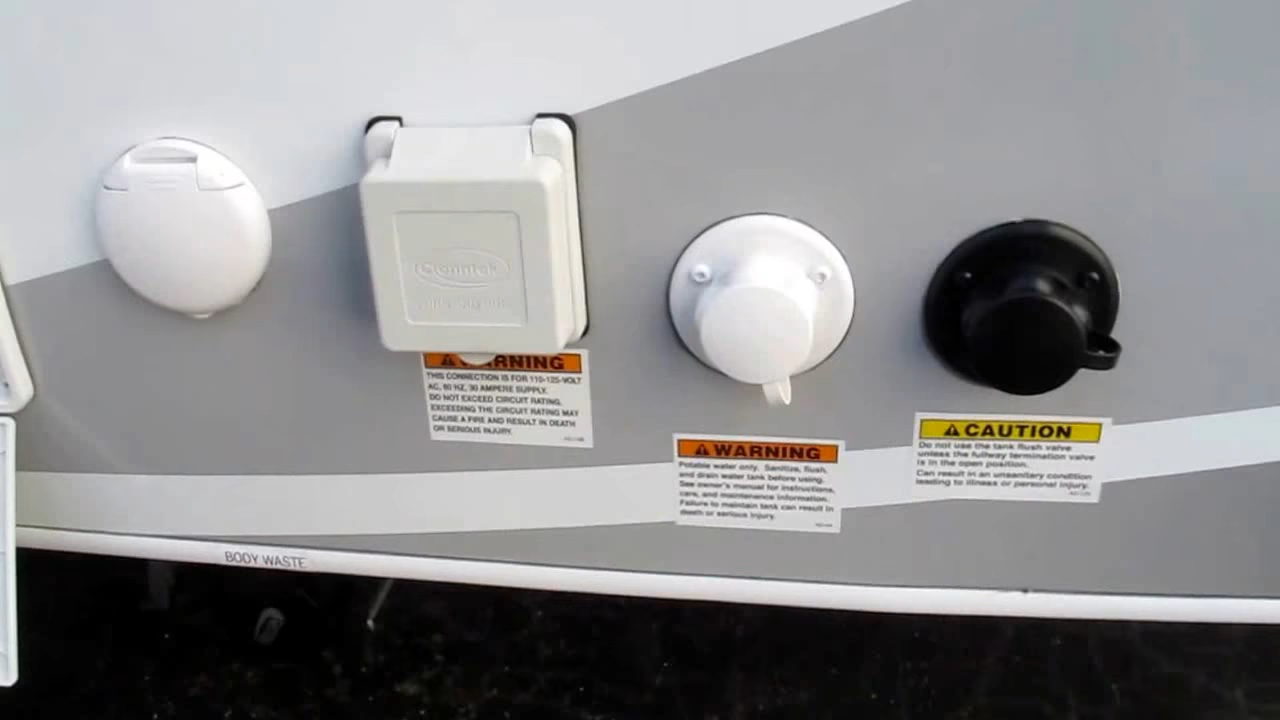 WARNING
THIS CONNECTION IS FOR 110-125-VOLT
AC, 60 HZ, 30 AMPERE SUPPLY.
DO NOT EXCEED CIRCUIT RATING.
EXCEEDING THE CIRCUIT RATING MAY
CAUSE A FIRE AND RESULT IN DEATH
OR SERIOUS INJURY.
WARNING
Potable water only. Sanitize, flush,
and drain water tank before using.
See owner's manual for instructions,
care, and maintenance information.
Failure to maintain tank can result in
death or serious injury.
CAUTION
Do not use the tank flush valve
unless the fullway termination valve
is in the open position.
Can result in an unsanitary condition
leading to illness or personal injury.
BODY WASTE